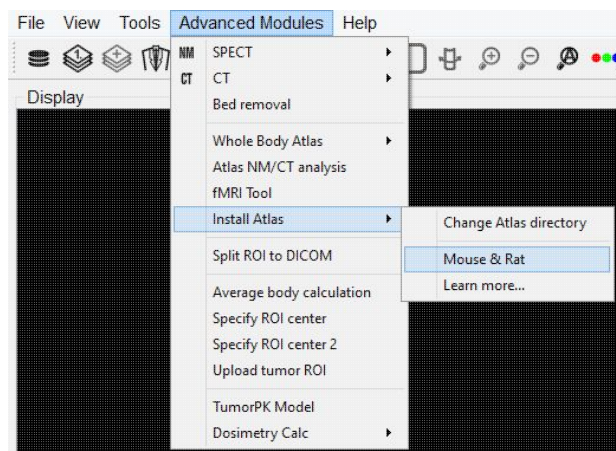 File View Tools Advanced Modules Help
Display
NM SPECT
CT CT
Bed removal
Whole Body Atlas
Atlas NM/CT analysis
fMRI Tool
Install Atlas
Change Atlas directory
Mouse & Rat
Learn more...
Split ROI to DICOM
Average body calculation
Specify ROI center
Specify ROI center 2
Upload tumor ROI
TumorPK Model
Dosimetry Calc